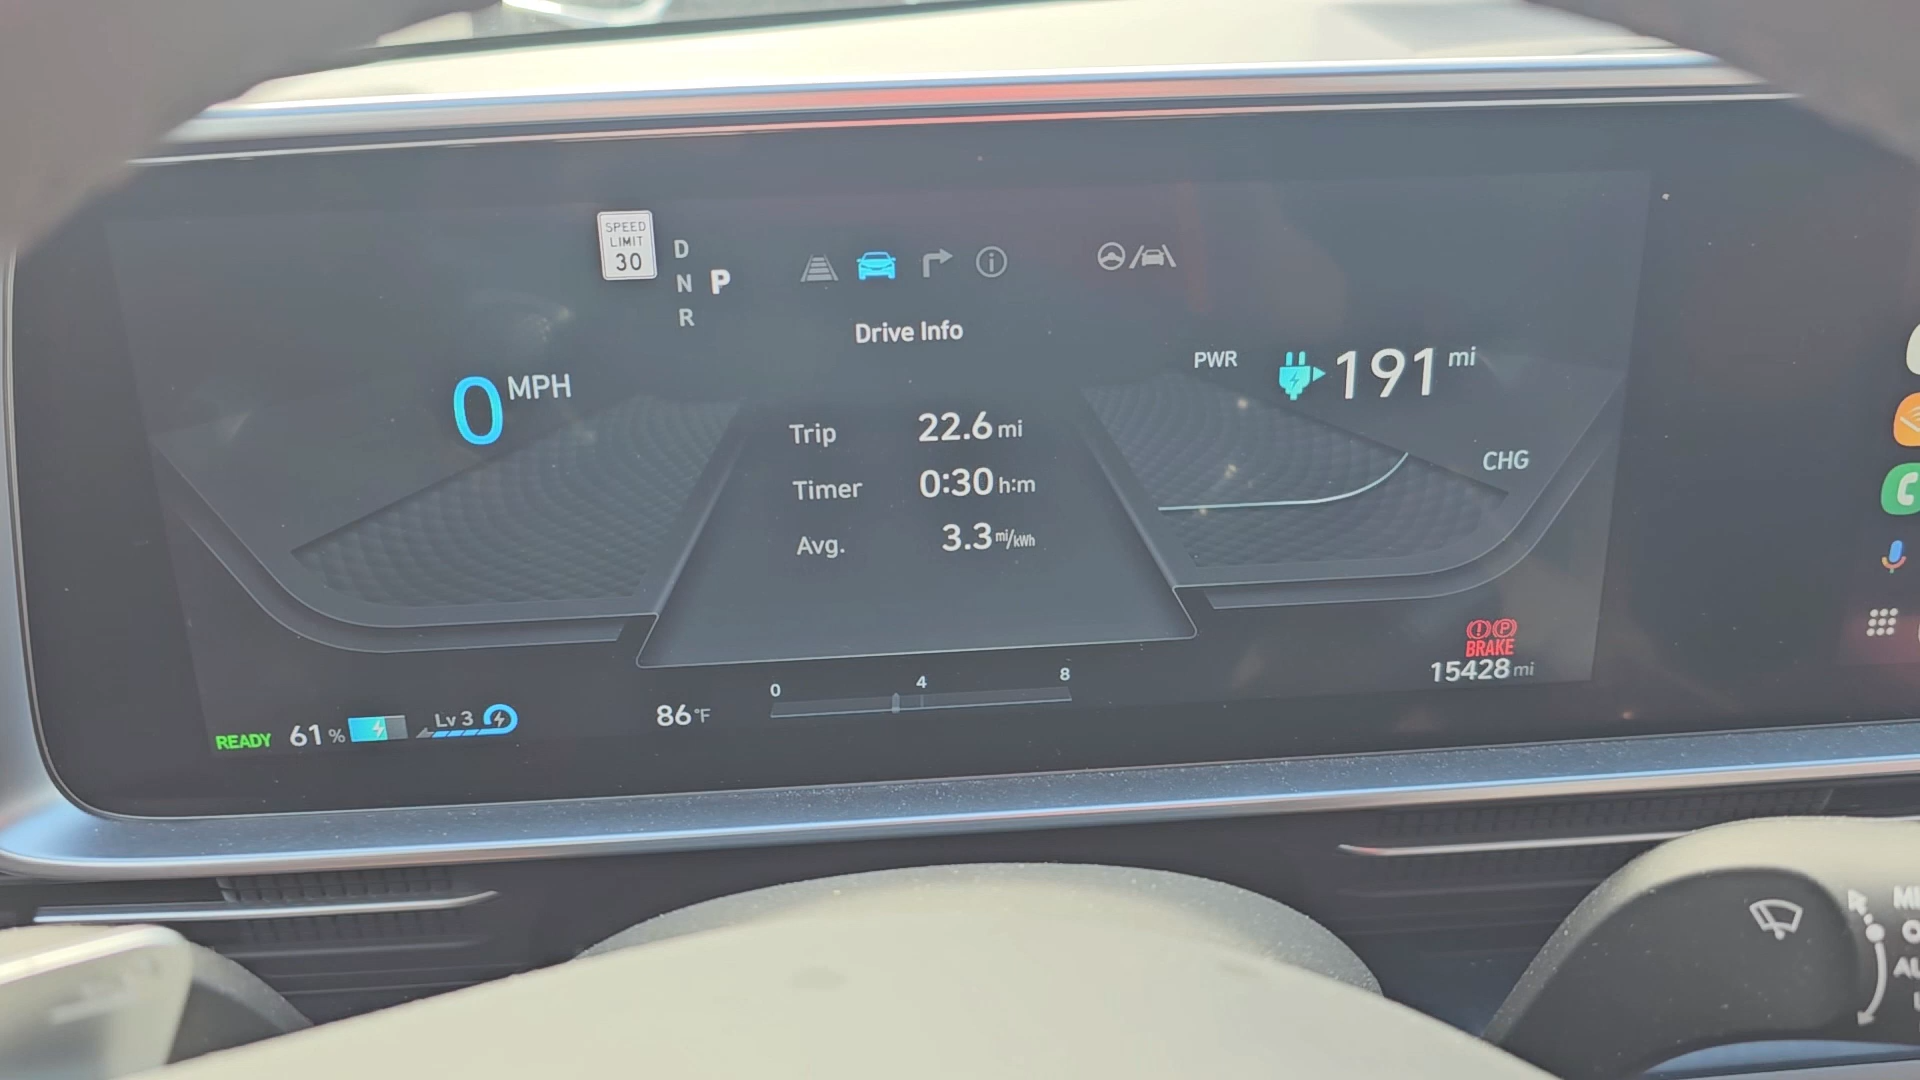 SPEED
LIMIT
30
D
N P
R
Drive Info
0 MPH
PWR
191 mi
CHG
Trip 22.6 mi
Timer 0:30 h:m
Avg. 3.3 mi/kWh
BRAKE
15428 mi
READY 61 % Lv 3
86 °F
0 4 8